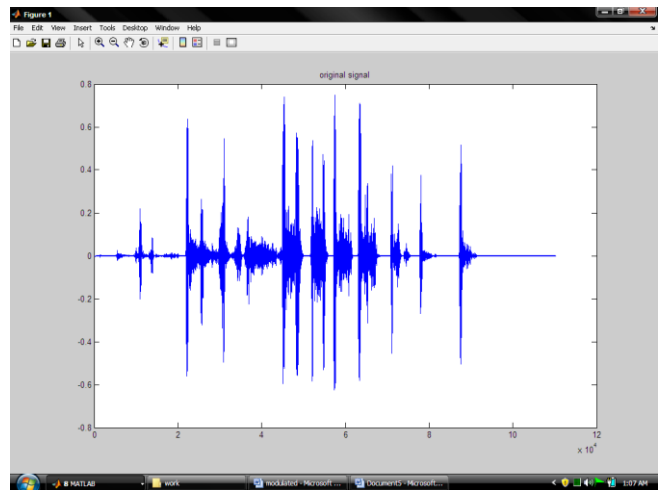 Figure 1
File Edit View Insert Tools Desktop Window Help
original signal
0.8
0.6
0.4
0.2
0
-0.2
-0.4
-0.6
-0.8
0 2 4 6 8 10 12
x 10^4
MATLAB work modulated - Microsoft ... Document5 - Microsoft... 1:07 AM